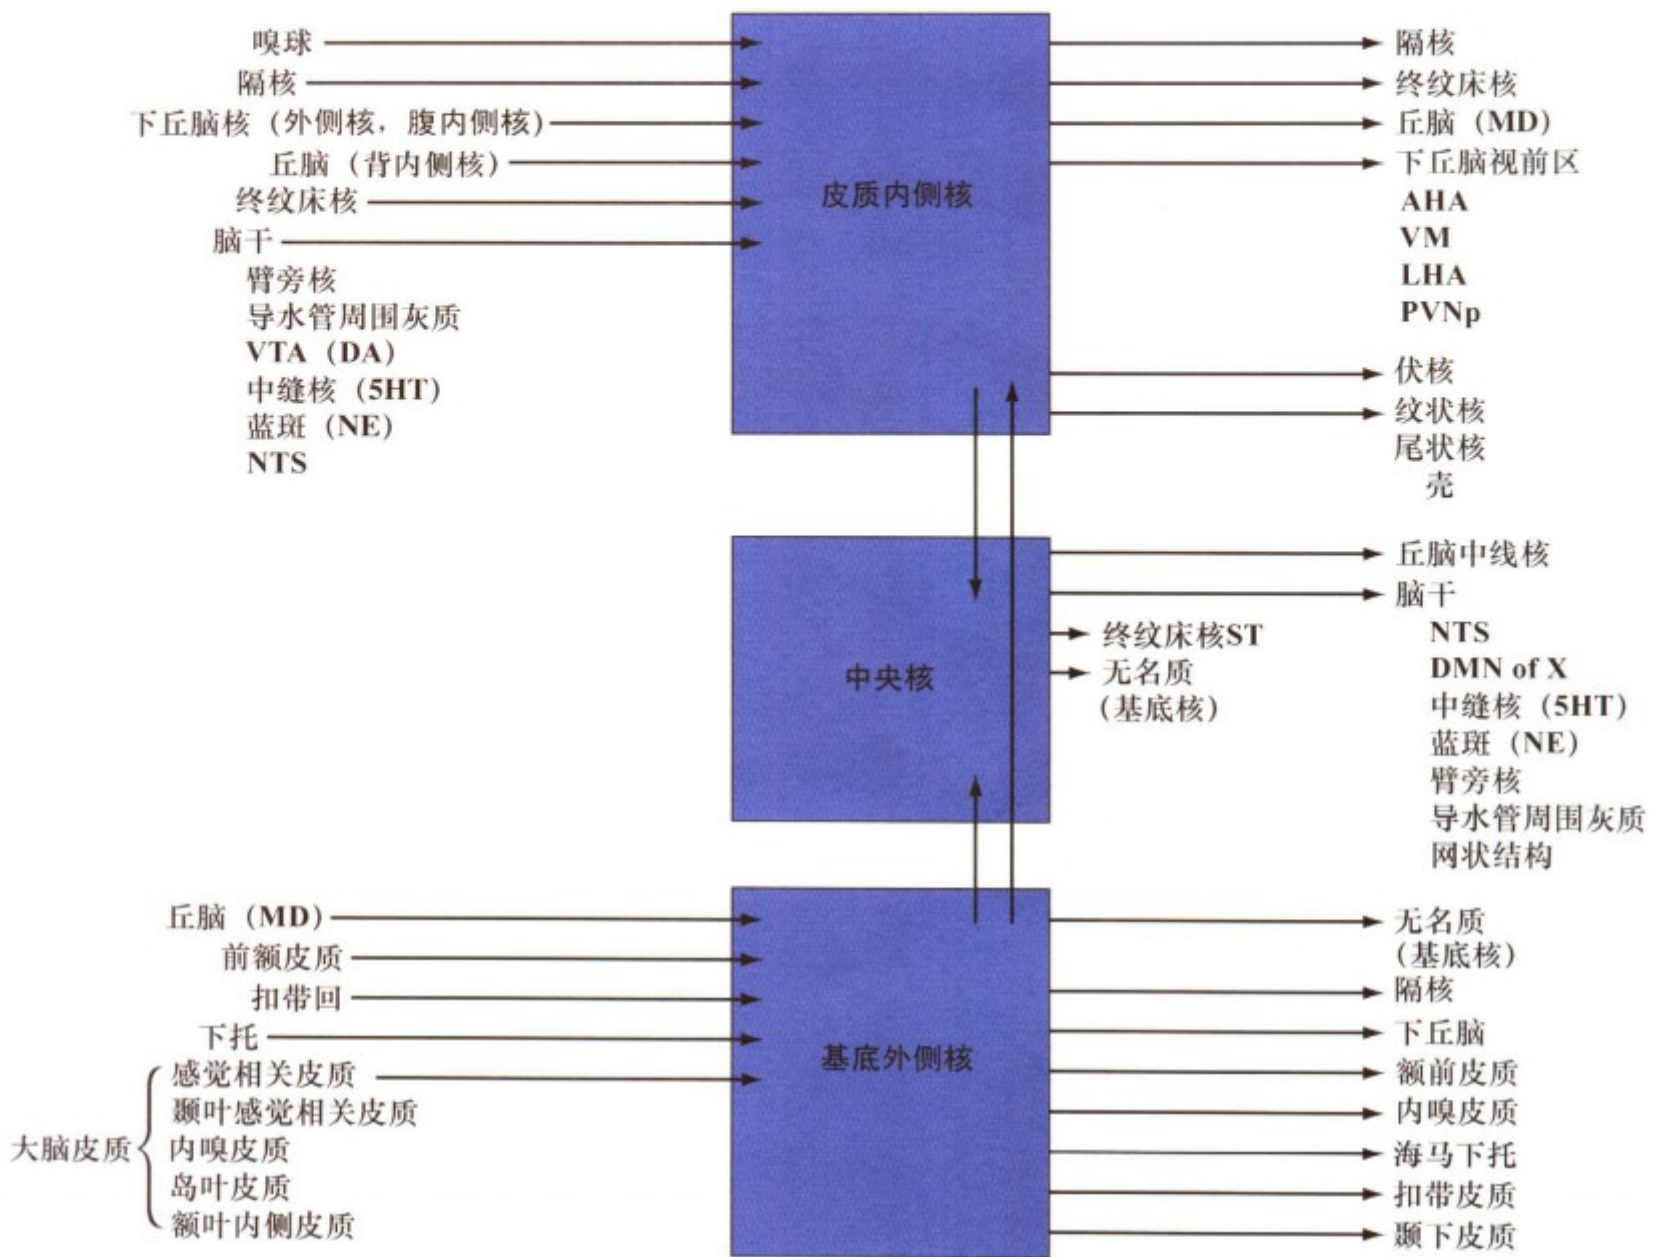 嗅球
隔核
下丘脑核（外侧核，腹内侧核）
丘脑（背内侧核）
终纹床核
脑干
臂旁核
导水管周围灰质
VTA（DA）
中缝核（5HT）
蓝斑（NE）
NTS
皮质内侧核
隔核
终纹床核
丘脑（MD）
下丘脑视前区
AHA
VM
LHA
PVNp
伏核
纹状核
尾状核
壳
中央核
终纹床核ST
无名质
（基底核）
丘脑中线核
脑干
NTS
DMN of X
中缝核（5HT）
蓝斑（NE）
臂旁核
导水管周围灰质
网状结构
丘脑（MD）
前额皮质
扣带回
下托
大脑皮质
感觉相关皮质
颞叶感觉相关皮质
内嗅皮质
岛叶皮质
额叶内侧皮质
基底外侧核
无名质
（基底核）
隔核
下丘脑
额前皮质
内嗅皮质
海马下托
扣带皮质
颞下皮质